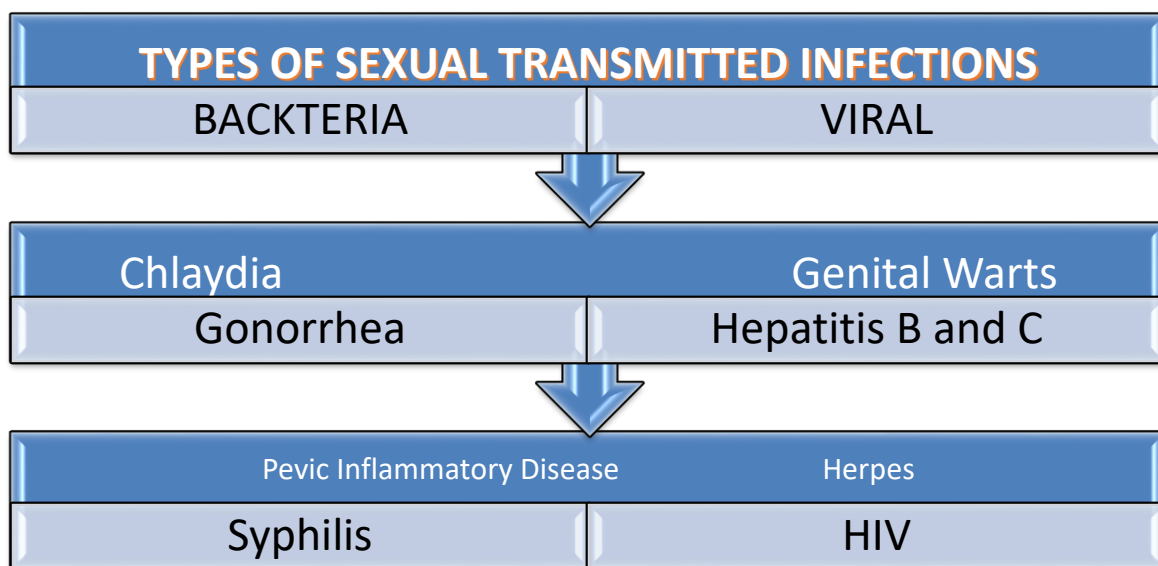 TYPES OF SEXUAL TRANSMITTED INFECTIONS
BACKTERIA VIRAL
Chlaydia Genital Warts
Gonorrhea Hepatitis B and C
Pevic Inflammatory Disease Herpes
Syphilis HIV